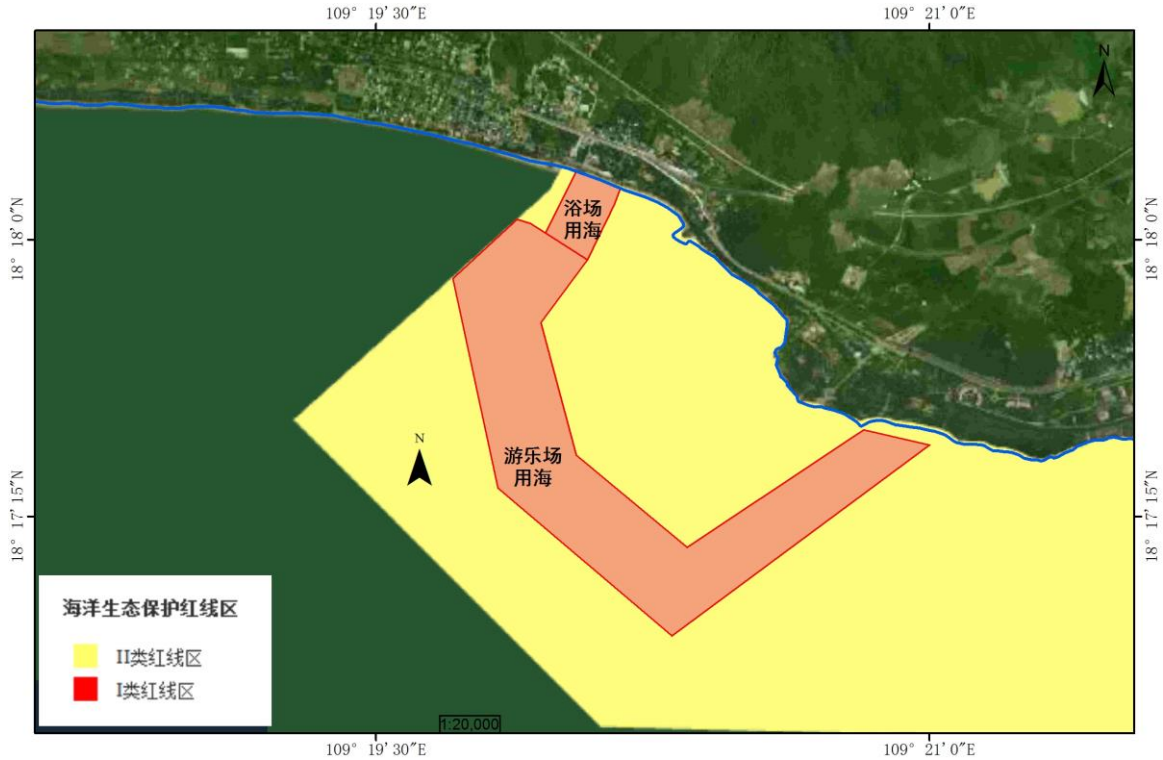 109° 19′30″E
109° 21′0″E
N
18° 18′0″N
18° 18′0″N
浴场
用海
N
游乐场
用海
18° 17′15″N
18° 17′15″N
海洋生态保护红线区
II类红线区
I类红线区
1:20,000
109° 19′30″E
109° 21′0″E